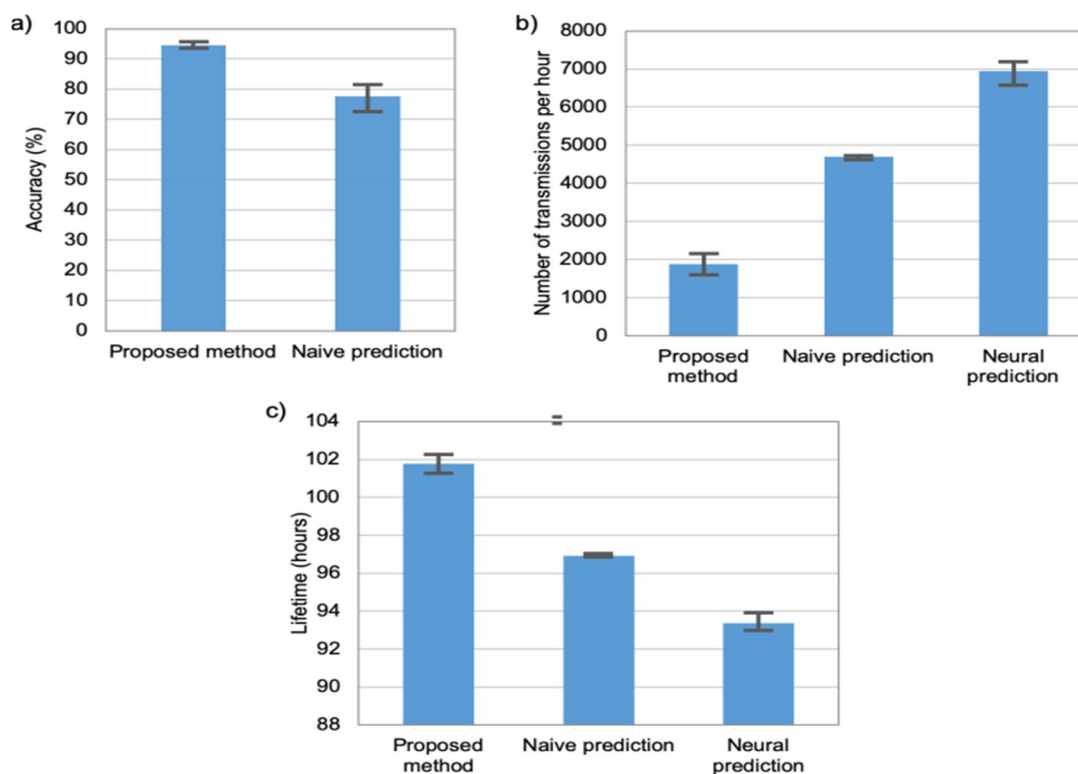 a)
Accuracy (%)
100
90
80
70
60
50
40
30
20
10
0
Proposed method
Naive prediction
b)
Number of transmissions per hour
8000
7000
6000
5000
4000
3000
2000
1000
0
Proposed
method
Naive prediction
Neural
prediction
c)
Lifetime (hours)
104
102
100
98
96
94
92
90
88
Proposed
method
Naive prediction
Neural
prediction